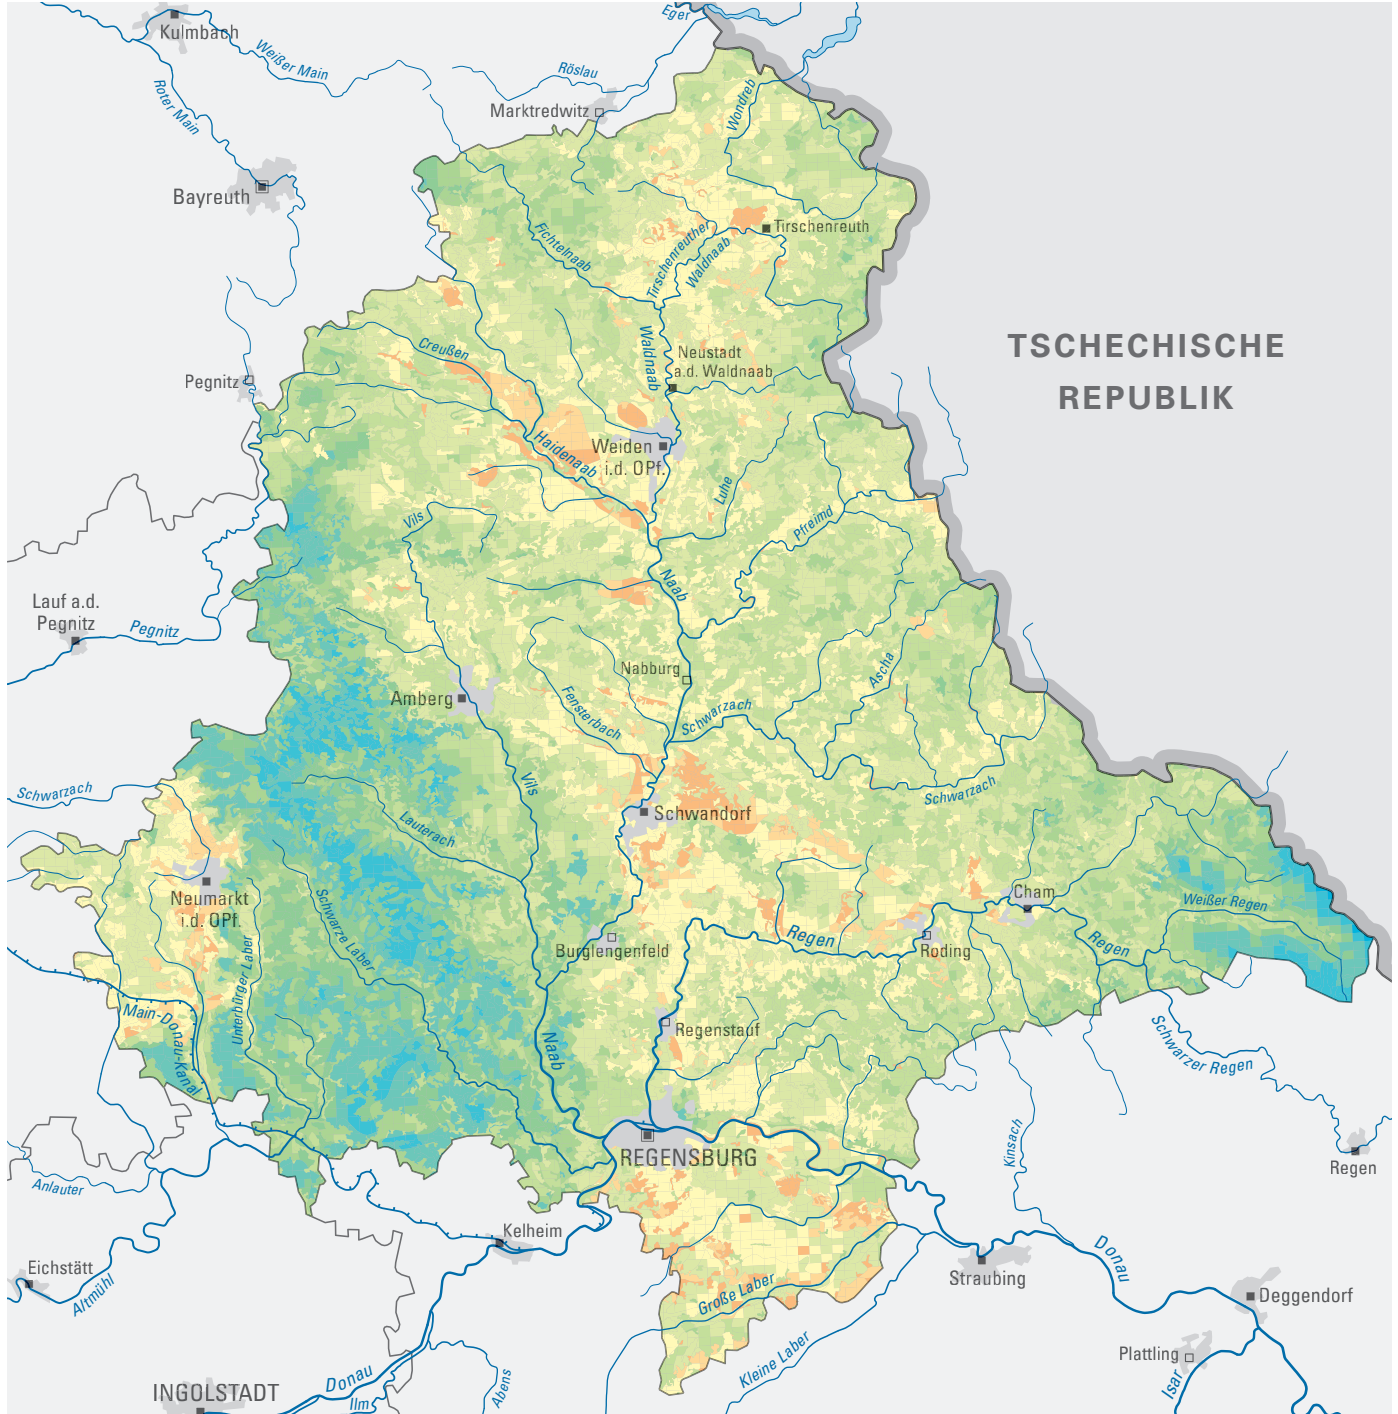 Eger
Kulmbach
Weißer Main
Röslau
Roter Main
Marktredwitz
Wondreb
Bayreuth
Fichtelnaab
Tirschenreuther
Waldnaab
Tirschenreuth
Creußen
Waldnaab
Neustadt
a.d. Waldnaab
TSCHECHISCHE
REPUBLIK
Pegnitz
Haidenaab
Weiden
i.d. OPf.
Luhe
Vils
Pfreimd
Naab
Lauf a.d.
Pegnitz
Pegnitz
Nabburg
Ascha
Amberg
Fensterbach
Schwarzach
Schwarzach
Vils
Schwarzach
Schwandorf
Lauterach
Neumarkt
i.d. OPf.
Schwarze Laber
Cham
Weißer Regen
Burglengenfeld
Regen
Roding
Regen
Unterbürger Laber
Main-Donau-Kanal
Naab
Regenstauf
Schwarzer Regen
REGENSBURG
Kinsach
Regen
Anlauter
Kelheim
Eichstätt
Altmühl
Donau
Straubing
Große Laber
Deggendorf
Kleine Laber
Plattling
Isar
INGOLSTADT
Donau
Ilm
Abens